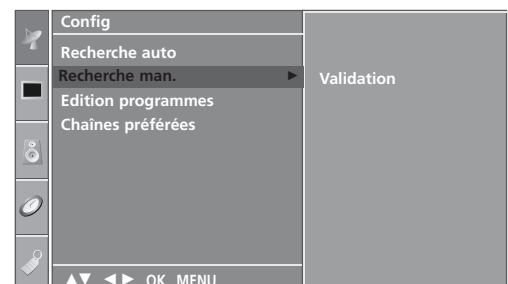 Config
Recherche auto
Recherche man. ► Validation
Edition programmes
Chaînes préférées
▲▼ ◄► OK MENU